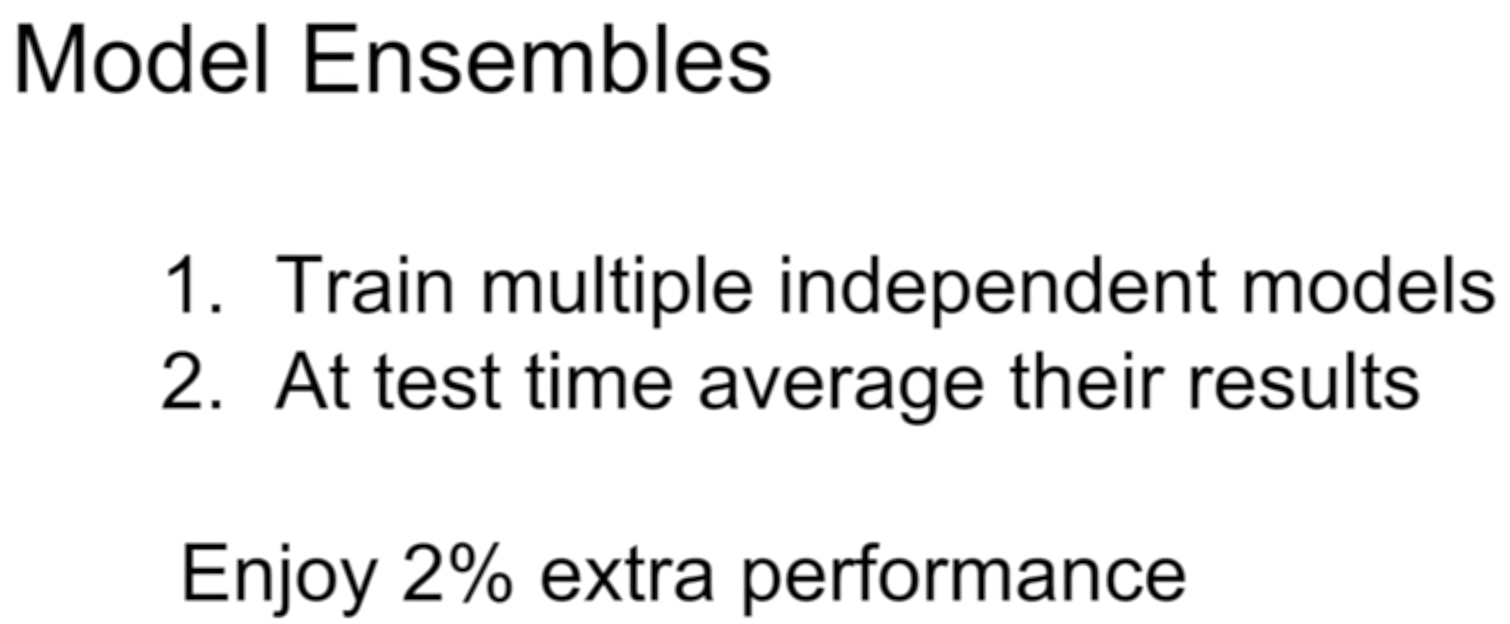 Model Ensembles
1. Train multiple independent models
2. At test time average their results
Enjoy 2% extra performance